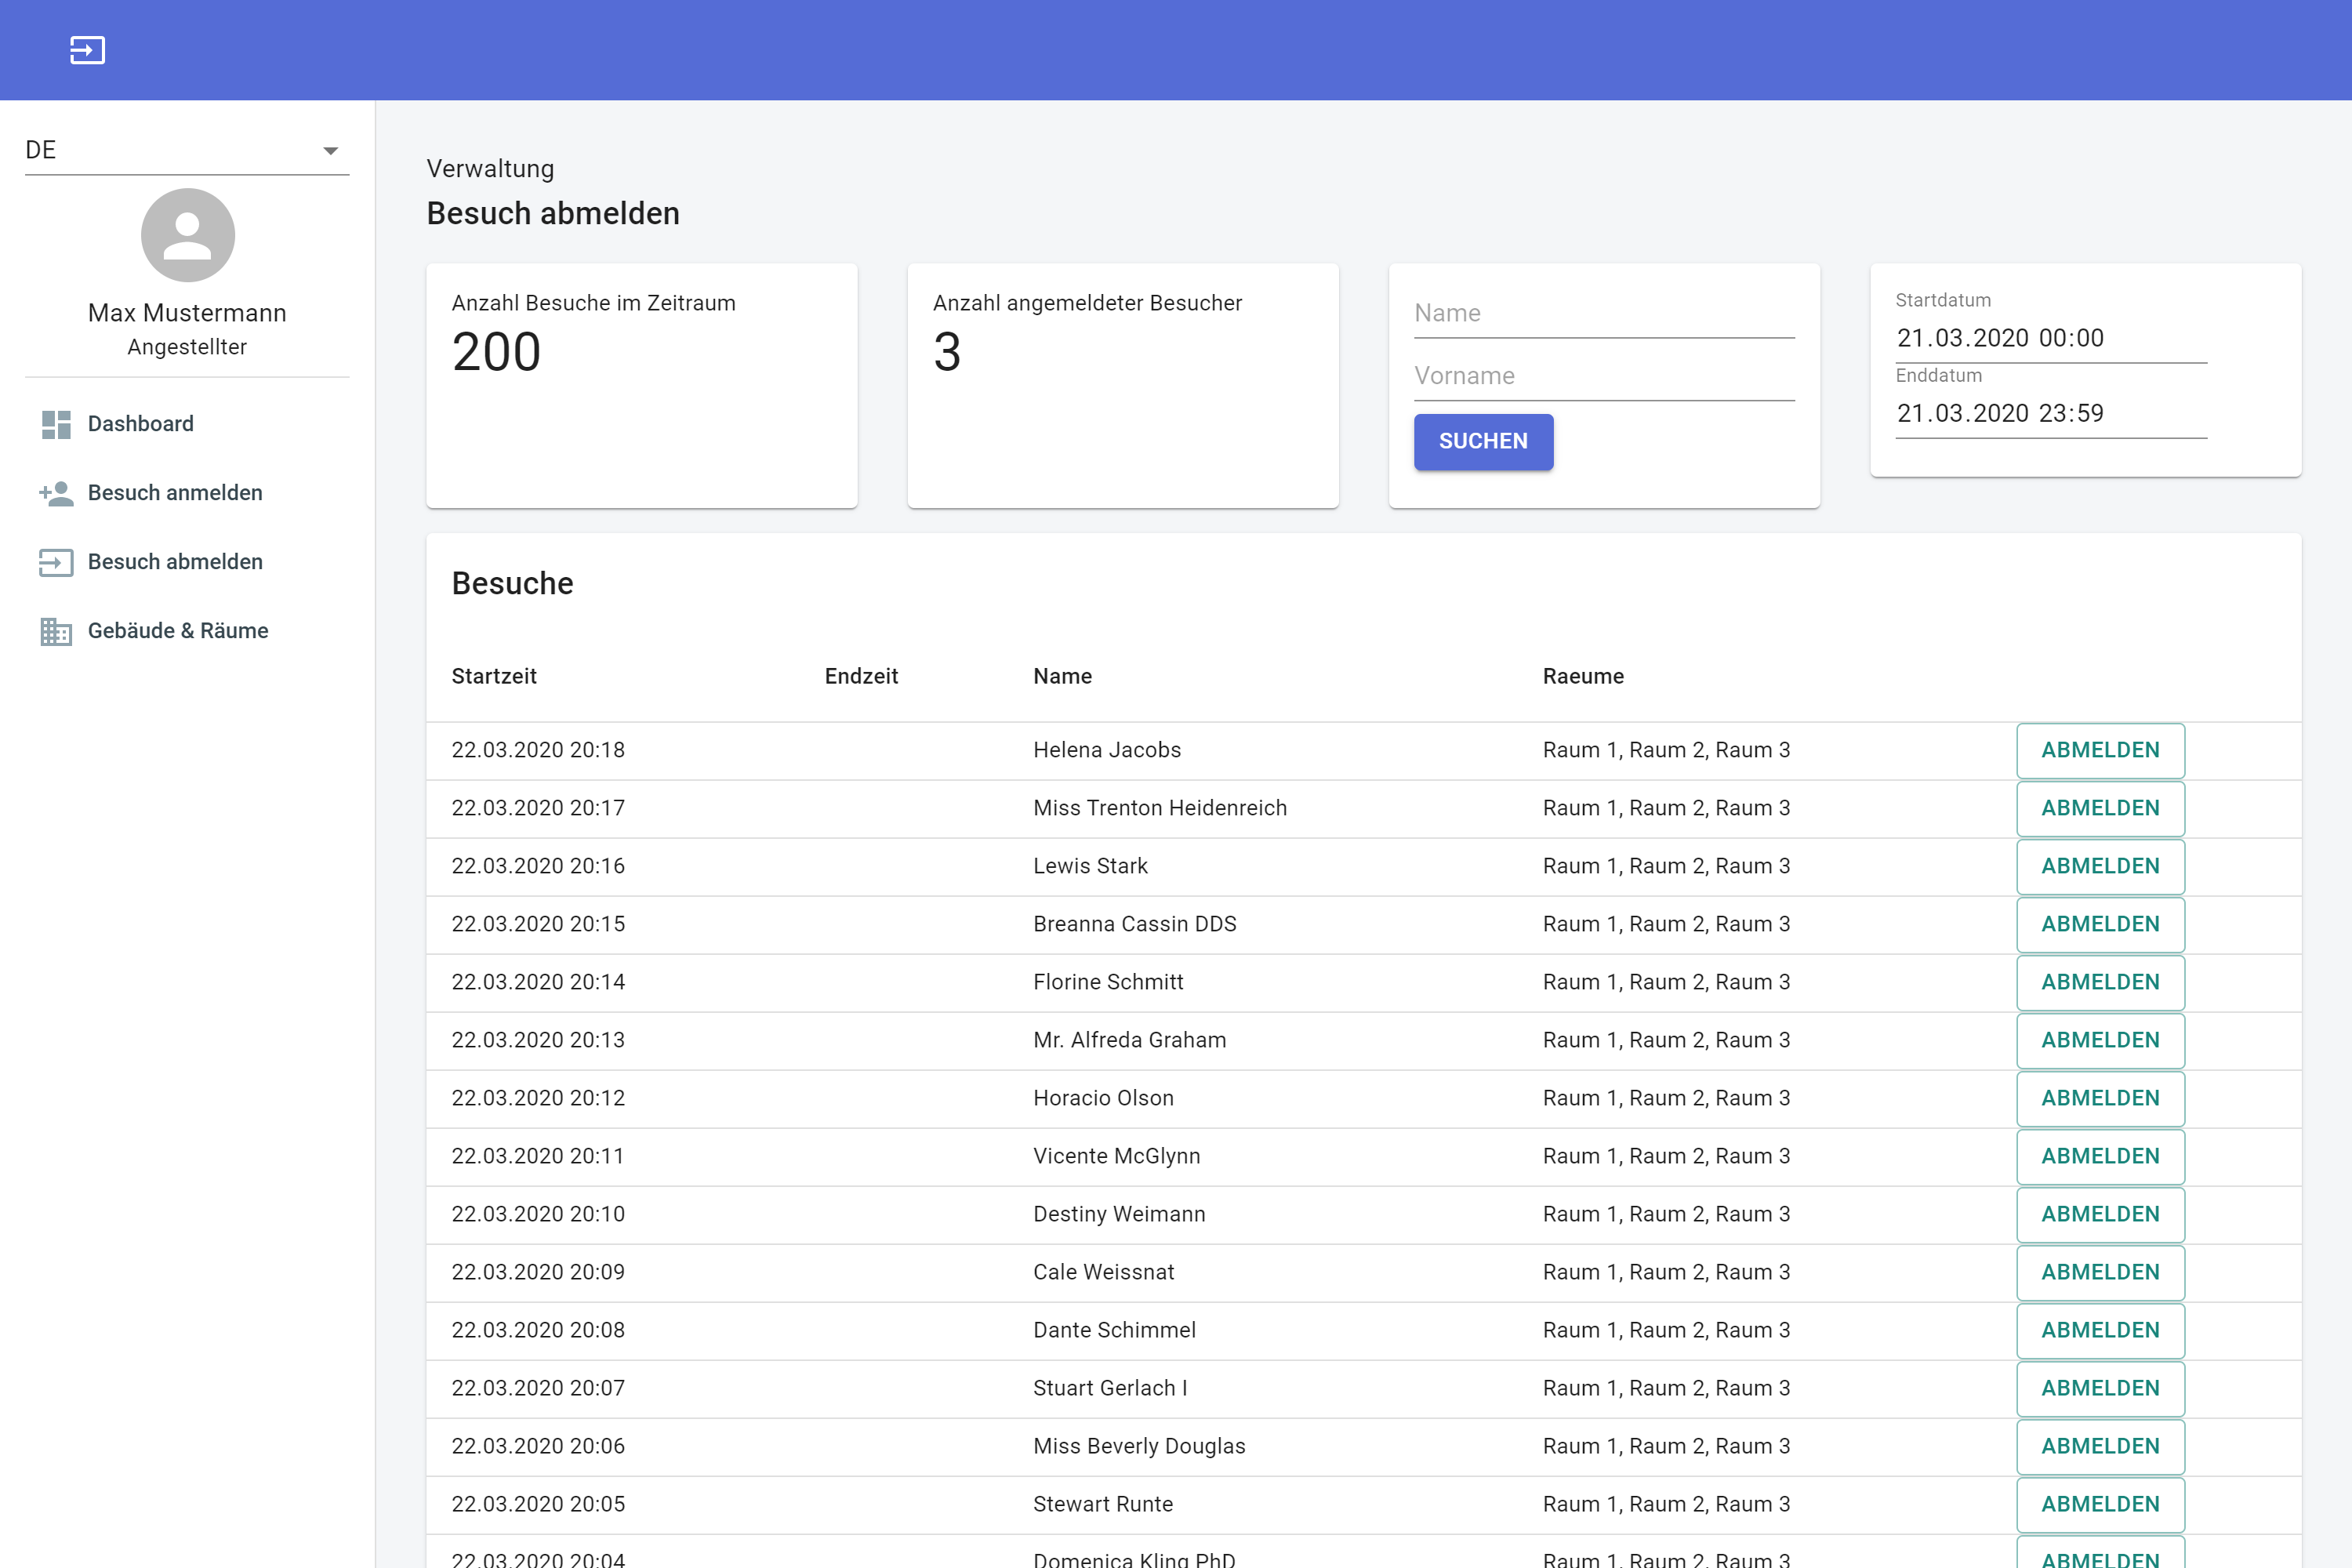 DE
Max Mustermann
Angestellter
Dashboard
Besuch anmelden
Besuch abmelden
Gebäude & Räume
Verwaltung
Besuch abmelden
Anzahl Besuche im Zeitraum
200
Anzahl angemeldeter Besucher
3
Name
Vorname
SUCHEN
Startdatum
21.03.2020 00:00
Enddatum
21.03.2020 23:59
Besuche
Startzeit Endzeit Name Raeume
22.03.2020 20:18 Helena Jacobs Raum 1, Raum 2, Raum 3 ABMELDEN
22.03.2020 20:17 Miss Trenton Heidenreich Raum 1, Raum 2, Raum 3 ABMELDEN
22.03.2020 20:16 Lewis Stark Raum 1, Raum 2, Raum 3 ABMELDEN
22.03.2020 20:15 Breanna Cassin DDS Raum 1, Raum 2, Raum 3 ABMELDEN
22.03.2020 20:14 Florine Schmitt Raum 1, Raum 2, Raum 3 ABMELDEN
22.03.2020 20:13 Mr. Alfreda Graham Raum 1, Raum 2, Raum 3 ABMELDEN
22.03.2020 20:12 Horacio Olson Raum 1, Raum 2, Raum 3 ABMELDEN
22.03.2020 20:11 Vicente McGlynn Raum 1, Raum 2, Raum 3 ABMELDEN
22.03.2020 20:10 Destiny Weimann Raum 1, Raum 2, Raum 3 ABMELDEN
22.03.2020 20:09 Cale Weissnat Raum 1, Raum 2, Raum 3 ABMELDEN
22.03.2020 20:08 Dante Schimmel Raum 1, Raum 2, Raum 3 ABMELDEN
22.03.2020 20:07 Stuart Gerlach I Raum 1, Raum 2, Raum 3 ABMELDEN
22.03.2020 20:06 Miss Beverly Douglas Raum 1, Raum 2, Raum 3 ABMELDEN
22.03.2020 20:05 Stewart Runte Raum 1, Raum 2, Raum 3 ABMELDEN
22.03.2020 20:04 Domenica Kling PhD Raum 1, Raum 2, Raum 3 ABMELDEN